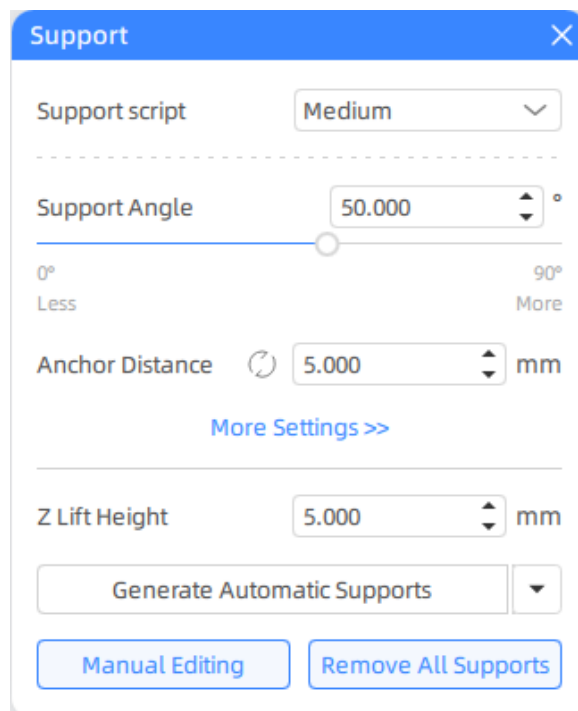 Support
Support script Medium
Support Angle 50.000 °
0° 90°
Less More
Anchor Distance 5.000 mm
More Settings >>
Z Lift Height 5.000 mm
Generate Automatic Supports
Manual Editing Remove All Supports